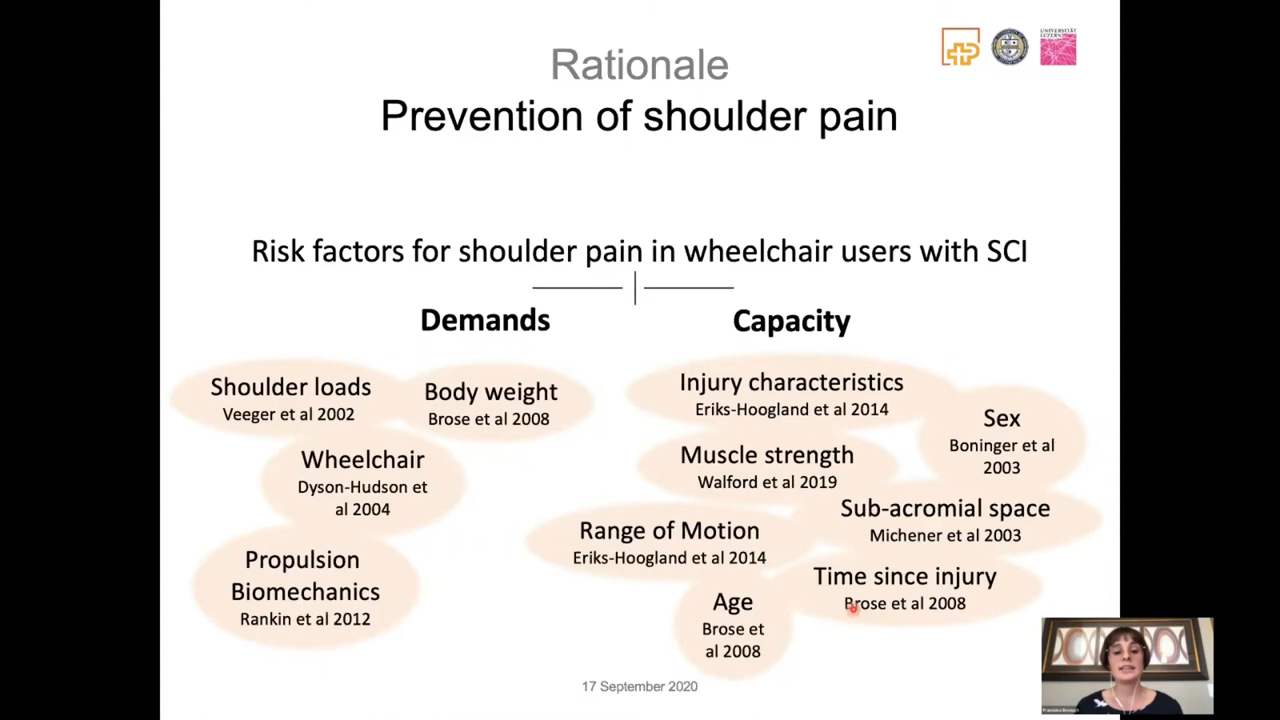 UNIVERSITÄT
LUZERN
Rationale
Prevention of shoulder pain
Risk factors for shoulder pain in wheelchair users with SCI
Demands
Capacity
Shoulder loads
Veeger et al 2002
Body weight
Brose et al 2008
Wheelchair
Dyson-Hudson et
al 2004
Propulsion
Biomechanics
Rankin et al 2012
Injury characteristics
Eriks-Hoogland et al 2014
Sex
Boninger et al
2003
Muscle strength
Walford et al 2019
Sub-acromial space
Michener et al 2003
Range of Motion
Eriks-Hoogland et al 2014
Time since injury
Brose et al 2008
Age
Brose et
al 2008
17 September 2020